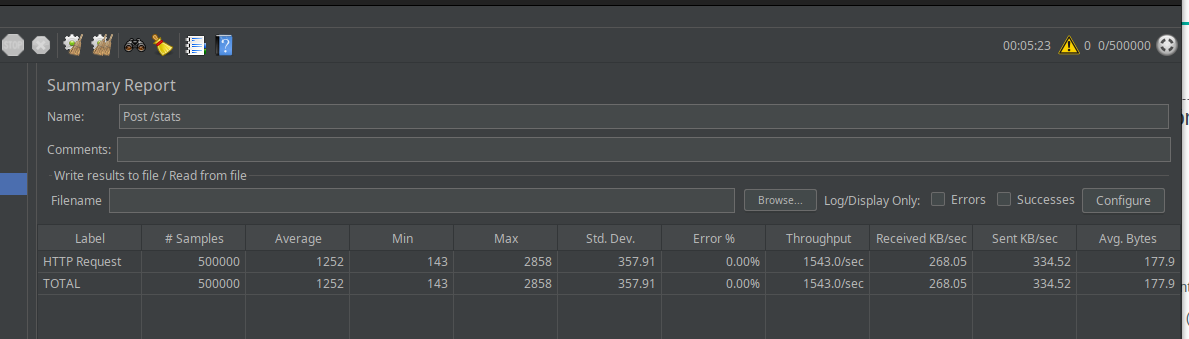 00:05:23 0 0/500000
Summary Report
Name: Post /stats
Comments:
Write results to file / Read from file
Filename Browse... Log/Display Only: Errors Successes Configure
Label # Samples Average Min Max Std. Dev. Error % Throughput Received KB/sec Sent KB/sec Avg. Bytes
HTTP Request 500000 1252 143 2858 357.91 0.00% 1543.0/sec 268.05 334.52 177.9
TOTAL 500000 1252 143 2858 357.91 0.00% 1543.0/sec 268.05 334.52 177.9